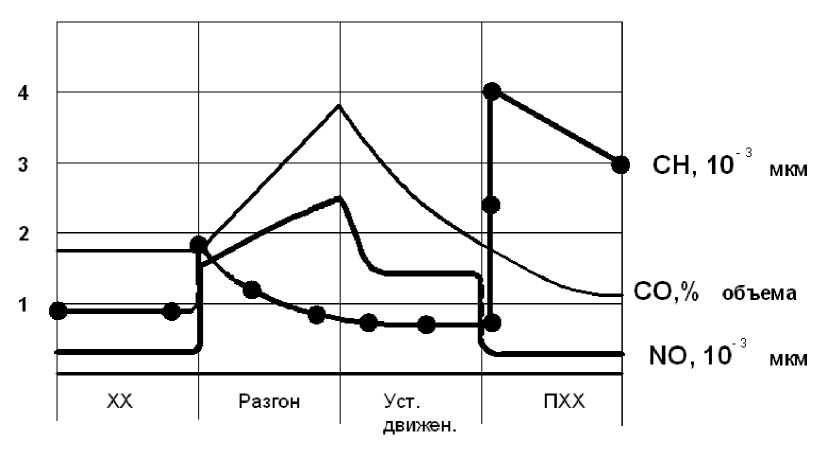 4
3
CH, 10⁻³ мкм
2
CO,% объема
1
NO, 10⁻³ мкм
ХХ Разгон Уст. ПХХ
движен.